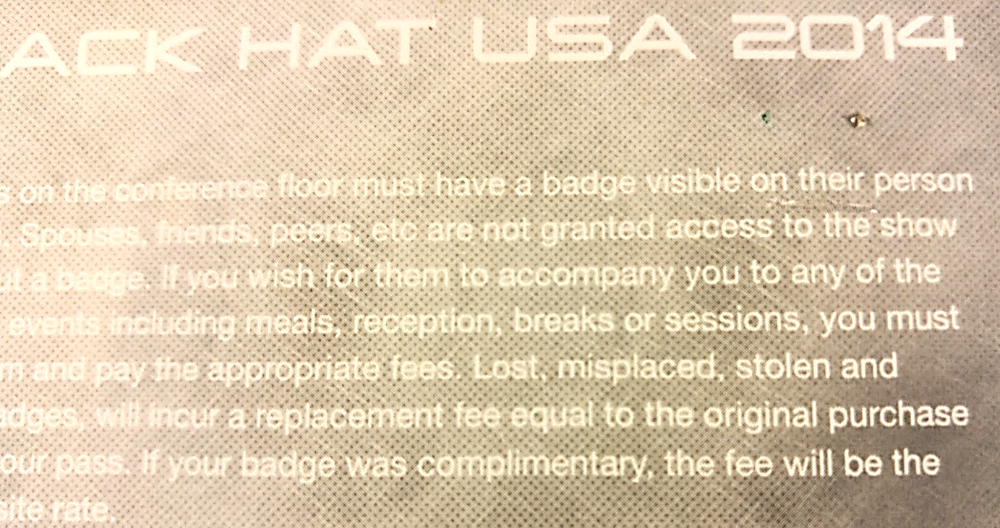 ACK HAT USA 2014
s on the conference floor must have a badge visible on their person
. Spouses, friends, peers, etc are not granted access to the show
ut a badge. If you wish for them to accompany you to any of the
events including meals, reception, breaks or sessions, you must
m and pay the appropriate fees. Lost, misplaced, stolen and
adges, will incur a replacement fee equal to the original purchase
our pass. If your badge was complimentary, the fee will be the
site rate.